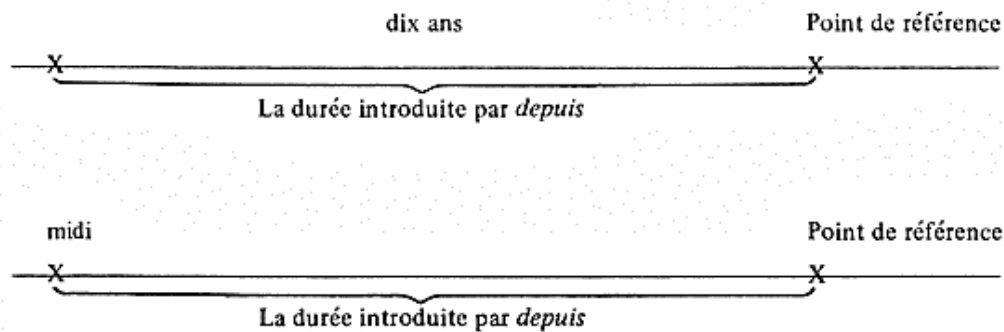 dix ans Point de référence
X X
La durée introduite par depuis
midi Point de référence
X X
La durée introduite par depuis